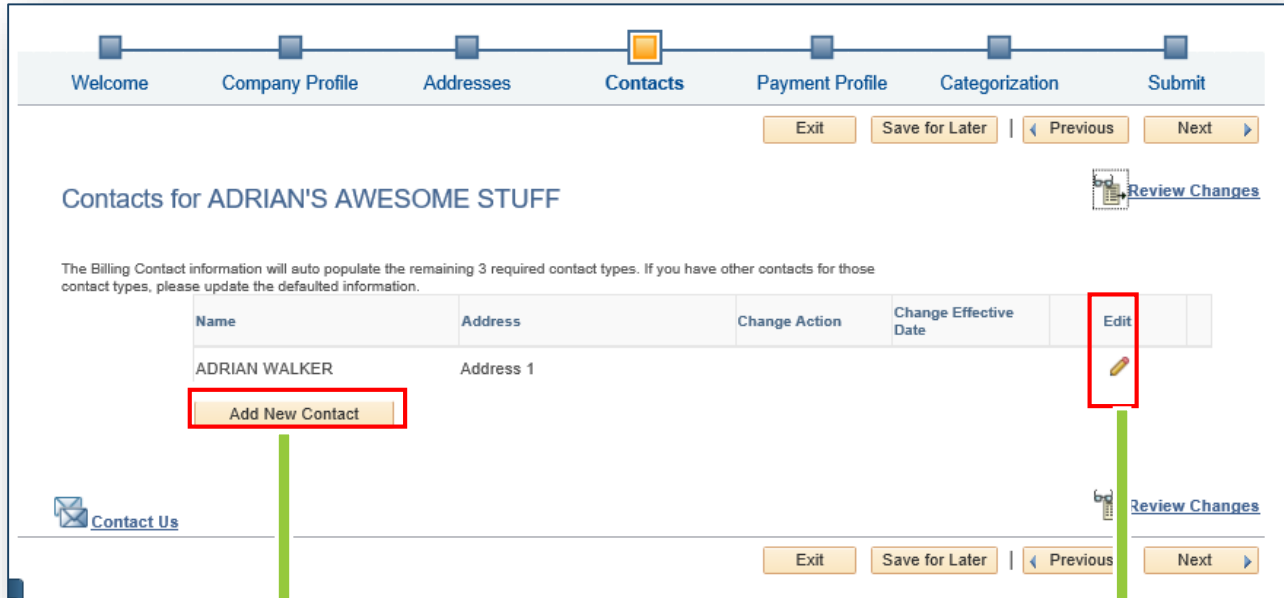 Welcome Company Profile Addresses Contacts Payment Profile Categorization Submit
Exit Save for Later | Previous Next
Contacts for ADRIAN'S AWESOME STUFF
Review Changes
The Billing Contact information will auto populate the remaining 3 required contact types. If you have other contacts for those
contact types, please update the defaulted information.
Name Address Change Action Change Effective Date Edit
ADRIAN WALKER Address 1
Add New Contact
Contact Us
Review Changes
Exit Save for Later | Previous Next